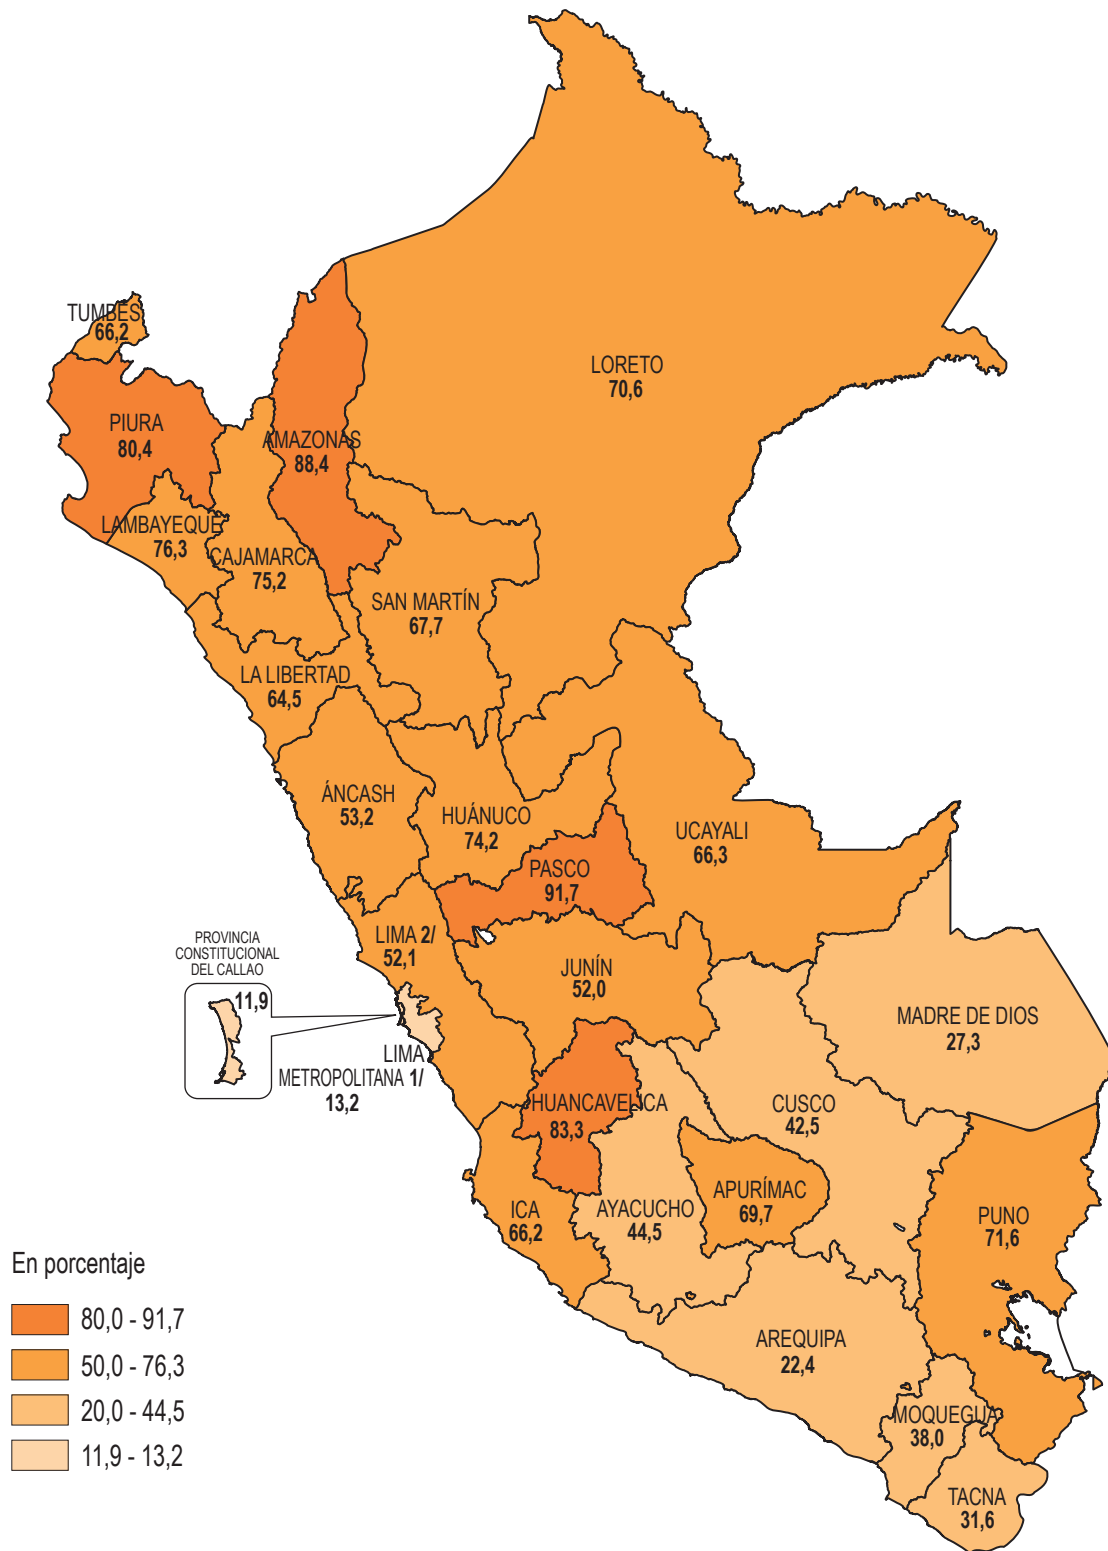 TUMBES
66,2
LORETO
70,6
PIURA
80,4
AMAZONAS
88,4
LAMBAYEQUE
76,3
CAJAMARCA
75,2
SAN MARTÍN
67,7
LA LIBERTAD
64,5
ÁNCASH
53,2
HUÁNUCO
74,2
UCAYALI
66,3
PASCO
91,7
LIMA 2/
52,1
PROVINCIA
CONSTITUCIONAL
DEL CALLAO
11,9
JUNÍN
52,0
MADRE DE DIOS
27,3
LIMA
METROPOLITANA 1/
13,2
HUANCAVELICA
83,3
CUSCO
42,5
ICA
66,2
AYACUCHO
44,5
APURÍMAC
69,7
PUNO
71,6
AREQUIPA
22,4
MOQUEGUA
38,0
TACNA
31,6
En porcentaje
80,0 - 91,7
50,0 - 76,3
20,0 - 44,5
11,9 - 13,2